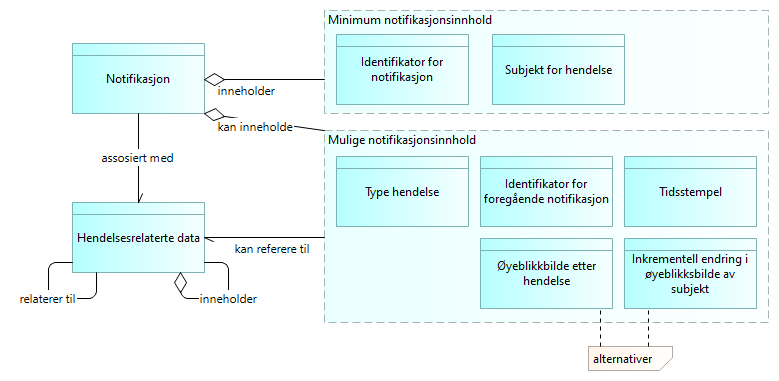 Minimum notifikasjonsinnhold
Notifikasjon
Identifikator for
notifikasjon
Subjekt for hendelse
inneholder
kan inneholde
Mulige notifikasjonsinnhold
assosiert med
Type hendelse
Identifikator for
foregående notifikasjon
Tidsstempel
Hendelsesrelaterte data
kan referere til
Øyeblikkbilde etter
hendelse
Inkrementell endring i
øyeblikksbilde av
subjekt
relaterer til
inneholder
alternativer